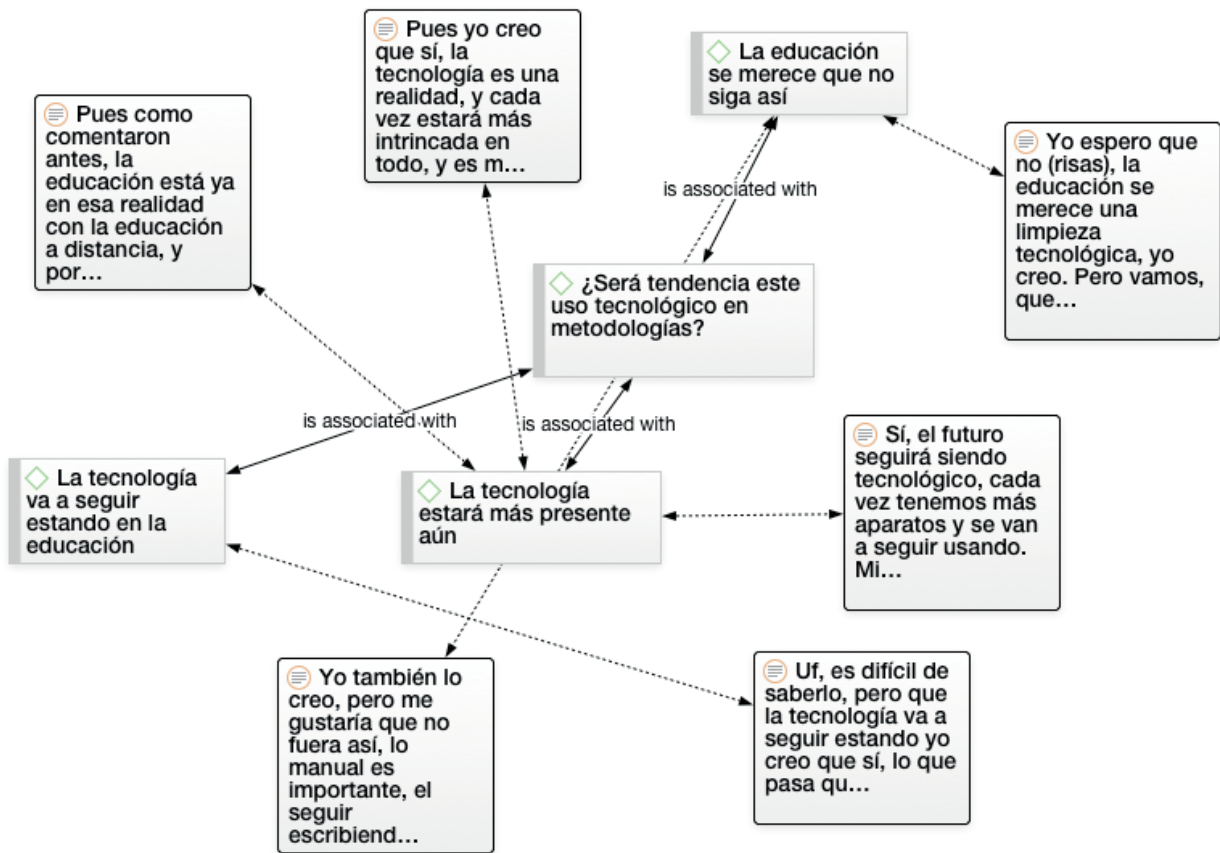 Pues yo creo
que sí, la
tecnología es una
realidad, y cada
vez estará más
intrincada en
todo, y es m...
La educación
se merece que no
siga así
Pues como
comentaron
antes, la
educación está ya
en esa realidad
con la educación
a distancia, y
por...
Yo espero que
no (risas), la
educación se
merece una
limpieza
tecnológica, yo
creo. Pero vamos,
que...
is associated with
¿Será tendencia este
uso tecnológico en
metodologías?
is associated with
is associated with
La tecnología
va a seguir
estando en la
educación
La tecnología
estará más presente
aún
Sí, el futuro
seguirá siendo
tecnológico, cada
vez tenemos más
aparatos y se van
a seguir usando.
Mi...
Yo también lo
creo, pero me
gustaría que no
fuera así, lo
manual es
importante, el
seguir
escribiend...
Uf, es difícil de
saberlo, pero que
la tecnología va a
seguir estando yo
creo que sí, lo que
pasa qu...